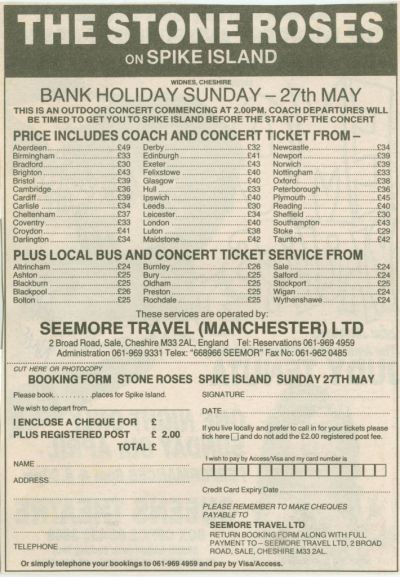 THE STONE ROSES
ON SPIKE ISLAND
WIDNES, CHESHIRE
BANK HOLIDAY SUNDAY – 27th MAY
THIS IS AN OUTDOOR CONCERT COMMENCING AT 2.00PM. COACH DEPARTURES WILL
BE TIMED TO GET YOU TO SPIKE ISLAND BEFORE THE START OF THE CONCERT
PRICE INCLUDES COACH AND CONCERT TICKET FROM –
Aberdeen £49 Derby £32 Newcastle £34
Birmingham £33 Edinburgh £41 Newport £39
Bradford £30 Exeter £43 Norwich £39
Brighton £43 Felixstowe £40 Nottingham £33
Bristol £39 Glasgow £40 Oxford £38
Cambridge £36 Hull £33 Peterborough £36
Cardiff £39 Ipswich £40 Plymouth £45
Carlisle £34 Leeds £30 Reading £40
Cheltenham £37 Leicester £34 Sheffield £30
Coventry £33 London £40 Southampton £43
Croydon £41 Luton £38 Stoke £29
Darlington £34 Maidstone £42 Taunton £42
PLUS LOCAL BUS AND CONCERT TICKET SERVICE FROM
Altrincham £24 Burnley £26 Sale £24
Ashton £25 Bury £25 Salford £24
Blackburn £25 Oldham £25 Stockport £25
Blackpool £26 Preston £25 Wigan £24
Bolton £25 Rochdale £25 Wythenshawe £24
These services are operated by:
SEEMORE TRAVEL (MANCHESTER) LTD
2 Broad Road, Sale, Cheshire M33 2AL, England Tel: Reservations 061-969 4959
Administration 061-969 9331 Telex: "668966 SEEMOR" Fax No: 061-962 0485
CUT HERE OR PHOTOCOPY
BOOKING FORM STONE ROSES SPIKE ISLAND SUNDAY 27TH MAY
Please book..........places for Spike Island.
We wish to depart from
I ENCLOSE A CHEQUE FOR £
PLUS REGISTERED POST £ 2.00
TOTAL £
NAME
ADDRESS
TELEPHONE
SIGNATURE
DATE
If you live locally and prefer to call in for your tickets please
tick here and do not add the £2.00 registered post fee.
I wish to pay by Access/Visa and my card number is
Credit Card Expiry Date
PLEASE REMEMBER TO MAKE CHEQUES
PAYABLE TO
SEEMORE TRAVEL LTD
RETURN BOOKING FORM ALONG WITH FULL
PAYMENT TO – SEEMORE TRAVEL LTD, 2 BROAD
ROAD, SALE, CHESHIRE M33 2AL.
Or simply telephone your bookings to 061-969 4959 and pay by Visa/Access.